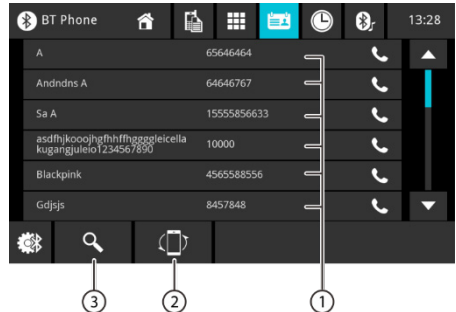 BT Phone 13:28
A 65646464
Andndns A 64646767
Sa A 15555856633
asdfhjkooojhgfhhffhggggleicella
kugangjuleio1234567890 10000
Blackpink 4565588556
Gdjsjs 8457848
3 2 1